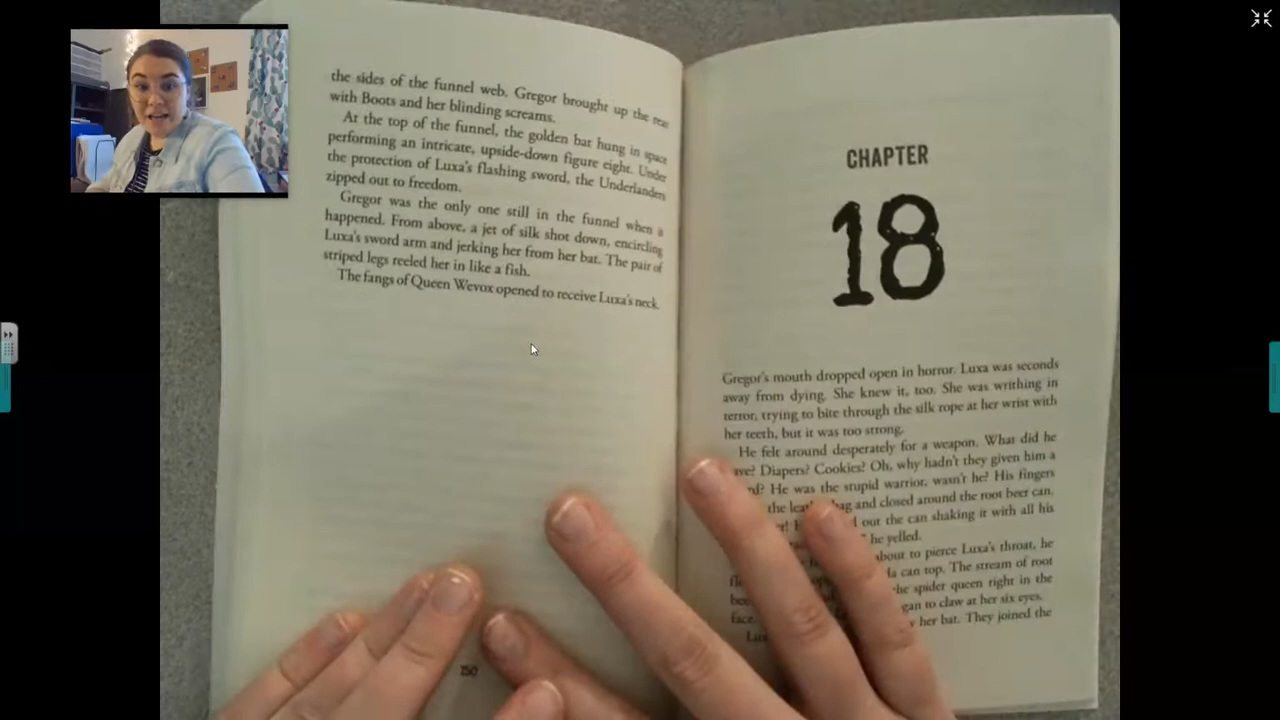 the sides of the funnel web. Gregor brought up the rear
with Boots and her blinding screams.
At the top of the funnel, the golden bat hung in space
performing an intricate, upside-down figure eight. Under
the protection of Luxa's flashing sword, the Underlanders
zipped out to freedom.
Gregor was the only one still in the funnel when
happened. From above, a jet of silk shot down, encircling
Luxa's sword arm and jerking her from her bat. The pair of
striped legs reeled her in like a fish.
The fangs of Queen Wevox opened to receive Luxa's neck.
150
CHAPTER
18
Gregor's mouth dropped open in horror. Luxa was seconds
away from dying. She knew it, too. She was writhing in
terror, trying to bite through the silk rope at her wrist with
her teeth, but it was too strong.
He felt around desperately for a weapon. What did he
Diapers? Cookies? Oh, why hadn't they given him a
He was the stupid warrior, wasn't he? His fingers
the bag and closed around the root beer can.
out the can shaking it with all his
he yelled.
about to pierce Luxa's throat, he
can top. The stream of root
the spider queen right in the
face. to claw at her six eyes.
her bat. They joined the